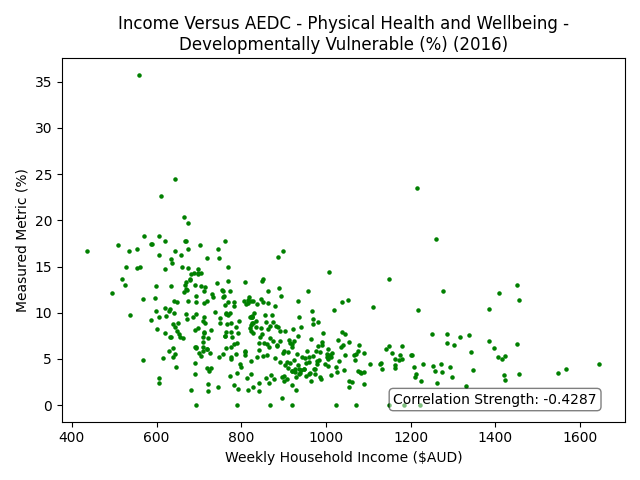 Income Versus AEDC - Physical Health and Wellbeing -
Developmentally Vulnerable (%) (2016)
Measured Metric (%)
35
30
25
20
15
10
5
0
Correlation Strength: -0.4287
400 600 800 1000 1200 1400 1600
Weekly Household Income ($AUD)